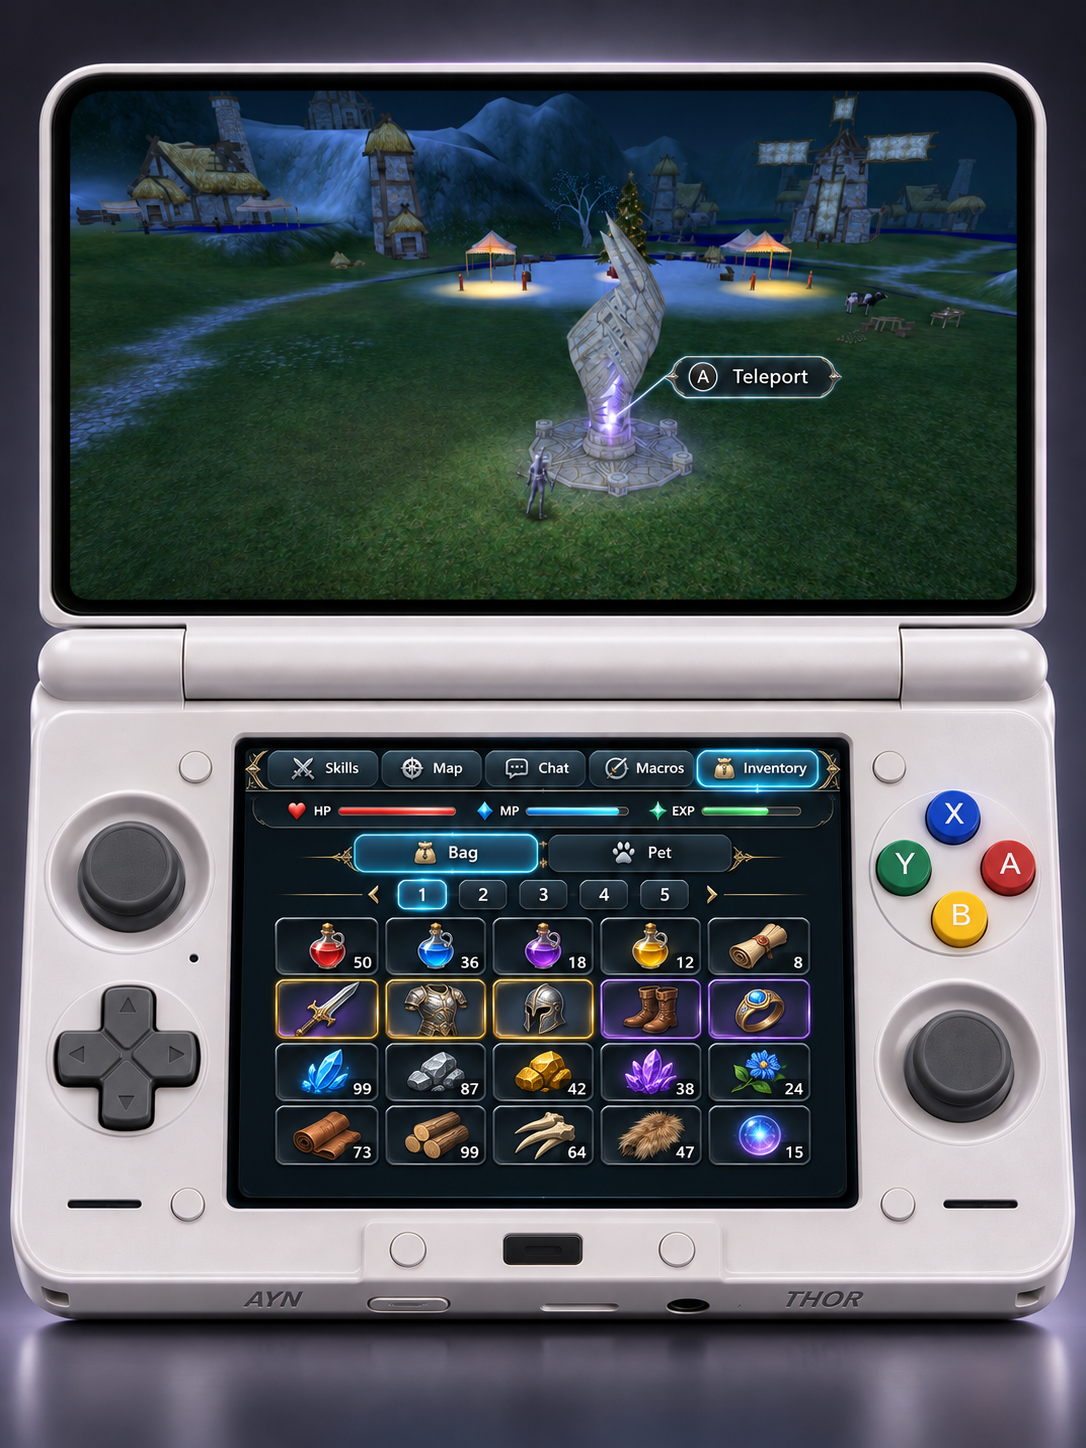 A Teleport
Skills Map Chat Macros Inventory
HP MP EXP
Bag Pet
1 2 3 4 5
50 36 18 12 8
99 87 42 38 24
73 99 64 47 15
X
Y A
B
AYN THOR